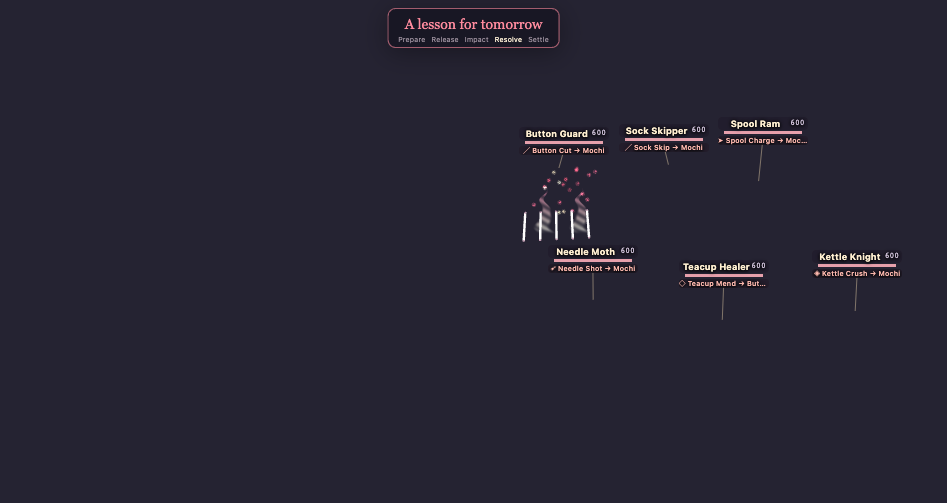 A lesson for tomorrow
Prepare Release Impact Resolve Settle
Button Guard 600
Button Cut → Mochi
Sock Skipper 600
Sock Skip → Mochi
Spool Ram 600
Spool Charge → Moc...
Needle Moth 600
Needle Shot → Mochi
Teacup Healer 600
Teacup Mend → But...
Kettle Knight 600
Kettle Crush → Mochi